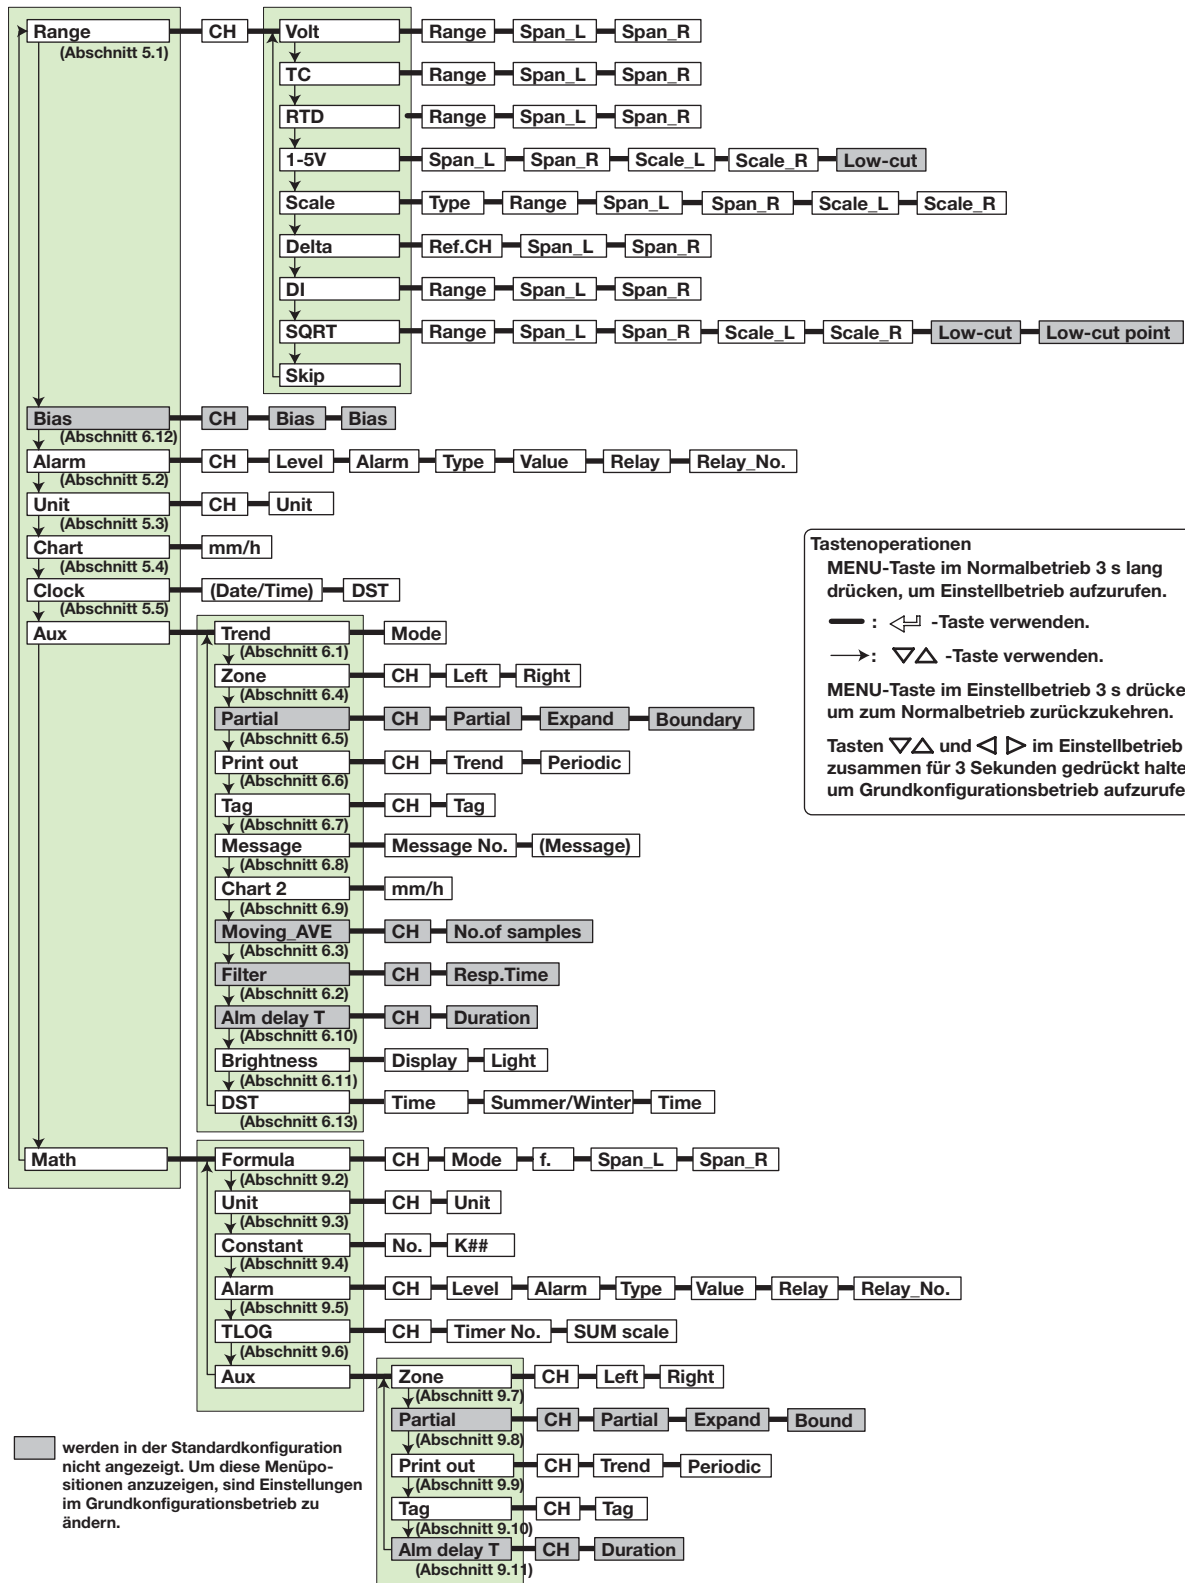 Range CH Volt Range Span_L Span_R
(Abschnitt 5.1)
TC Range Span_L Span_R
RTD Range Span_L Span_R
1-5V Span_L Span_R Scale_L Scale_R Low-cut
Scale Type Range Span_L Span_R Scale_L Scale_R
Delta Ref.CH Span_L Span_R
DI Range Span_L Span_R
SQRT Range Span_L Span_R Scale_L Scale_R Low-cut Low-cut point
Skip
Bias CH Bias Bias
(Abschnitt 6.12)
Alarm CH Level Alarm Type Value Relay Relay_No.
(Abschnitt 5.2)
Unit CH Unit
(Abschnitt 5.3)
Chart mm/h
(Abschnitt 5.4)
Clock (Date/Time) DST
(Abschnitt 5.5)
Aux Trend Mode
(Abschnitt 6.1)
Zone CH Left Right
(Abschnitt 6.4)
Partial CH Partial Expand Boundary
(Abschnitt 6.5)
Print out CH Trend Periodic
(Abschnitt 6.6)
Tag CH Tag
(Abschnitt 6.7)
Message Message No. (Message)
(Abschnitt 6.8)
Chart 2 mm/h
(Abschnitt 6.9)
Moving_AVE CH No.of samples
(Abschnitt 6.3)
Filter CH Resp.Time
(Abschnitt 6.2)
Alm delay T CH Duration
(Abschnitt 6.10)
Brightness Display Light
(Abschnitt 6.11)
DST Time Summer/Winter Time
(Abschnitt 6.13)
Tastenoperationen
MENU-Taste im Normalbetrieb 3 s lang
drücken, um Einstellbetrieb aufzurufen.
: -Taste verwenden.
: ▽△ -Taste verwenden.
MENU-Taste im Einstellbetrieb 3 s drücke
um zum Normalbetrieb zurückzukehren.
Tasten ▽△ und ◁ ▷ im Einstellbetrieb
zusammen für 3 Sekunden gedrückt halte
um Grundkonfigurationsbetrieb aufzurufe
Math Formula CH Mode f. Span_L Span_R
(Abschnitt 9.2)
Unit CH Unit
(Abschnitt 9.3)
Constant No. K##
(Abschnitt 9.4)
Alarm CH Level Alarm Type Value Relay Relay_No.
(Abschnitt 9.5)
TLOG CH Timer No. SUM scale
(Abschnitt 9.6)
Aux Zone CH Left Right
(Abschnitt 9.7)
Partial CH Partial Expand Bound
(Abschnitt 9.8)
Print out CH Trend Periodic
(Abschnitt 9.9)
Tag CH Tag
(Abschnitt 9.10)
Alm delay T CH Duration
(Abschnitt 9.11)
werden in der Standardkonfiguration
nicht angezeigt. Um diese Menüpo-
sitionen anzuzeigen, sind Einstellungen
im Grundkonfigurationsbetrieb zu
ändern.